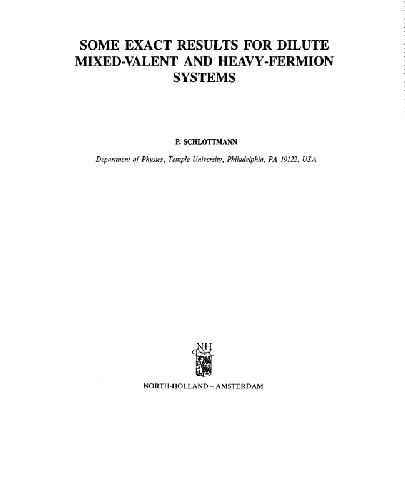 SOME EXACT RESULTS FOR DILUTE
MIXED-VALENT AND HEAVY-FERMION
SYSTEMS
P. SCHLOTTMANN
Department of Physics, Temple University, Philadelphia, PA 19122, USA
NH
NORTH-HOLLAND – AMSTERDAM